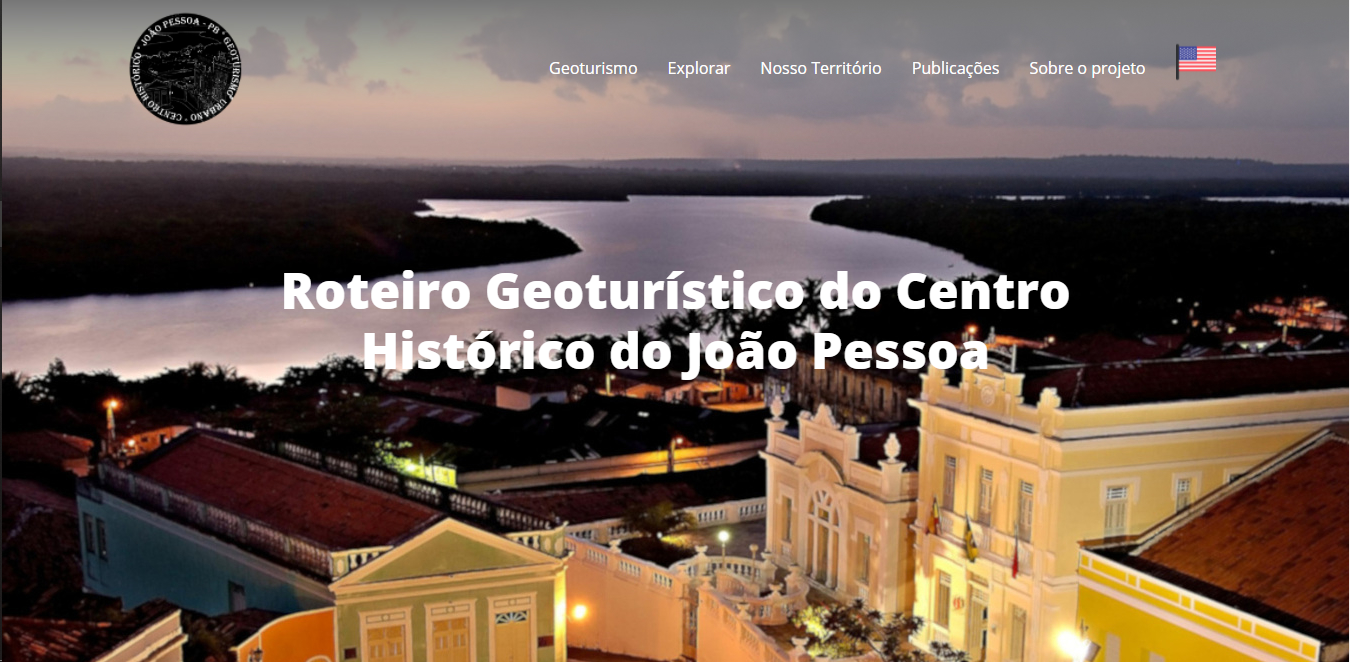 JOÃO PESSOA - PB * GEOTURISMO URBANO * CENTRO HISTÓRICO *
Geoturismo Explorar Nosso Território Publicações Sobre o projeto
Roteiro Geoturístico do Centro
Histórico do João Pessoa